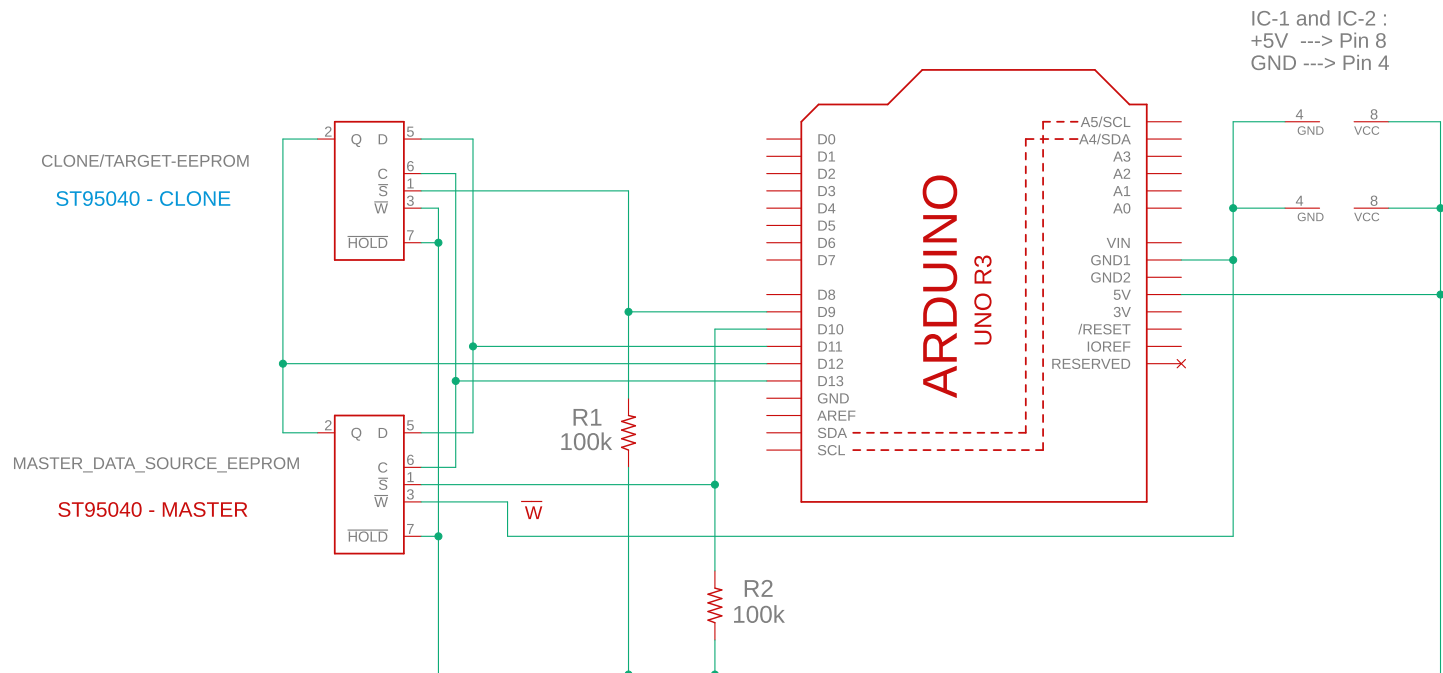 IC-1 and IC-2 :
+5V ---> Pin 8
GND ---> Pin 4
4
GND
8
VCC
4
GND
8
VCC
CLONE/TARGET-EEPROM
ST95040 - CLONE
2
Q
D
5
C
6
S
1
W
3
HOLD
7
MASTER_DATA_SOURCE_EEPROM
ST95040 - MASTER
2
Q
D
5
C
6
S
1
W
3
HOLD
7
W
R1
100k
R2
100k
D0
D1
D2
D3
D4
D5
D6
D7
D8
D9
D10
D11
D12
D13
GND
AREF
SDA
SCL
ARDUINO
UNO R3
A5/SCL
A4/SDA
A3
A2
A1
A0
VIN
GND1
GND2
5V
3V
/RESET
IOREF
RESERVED